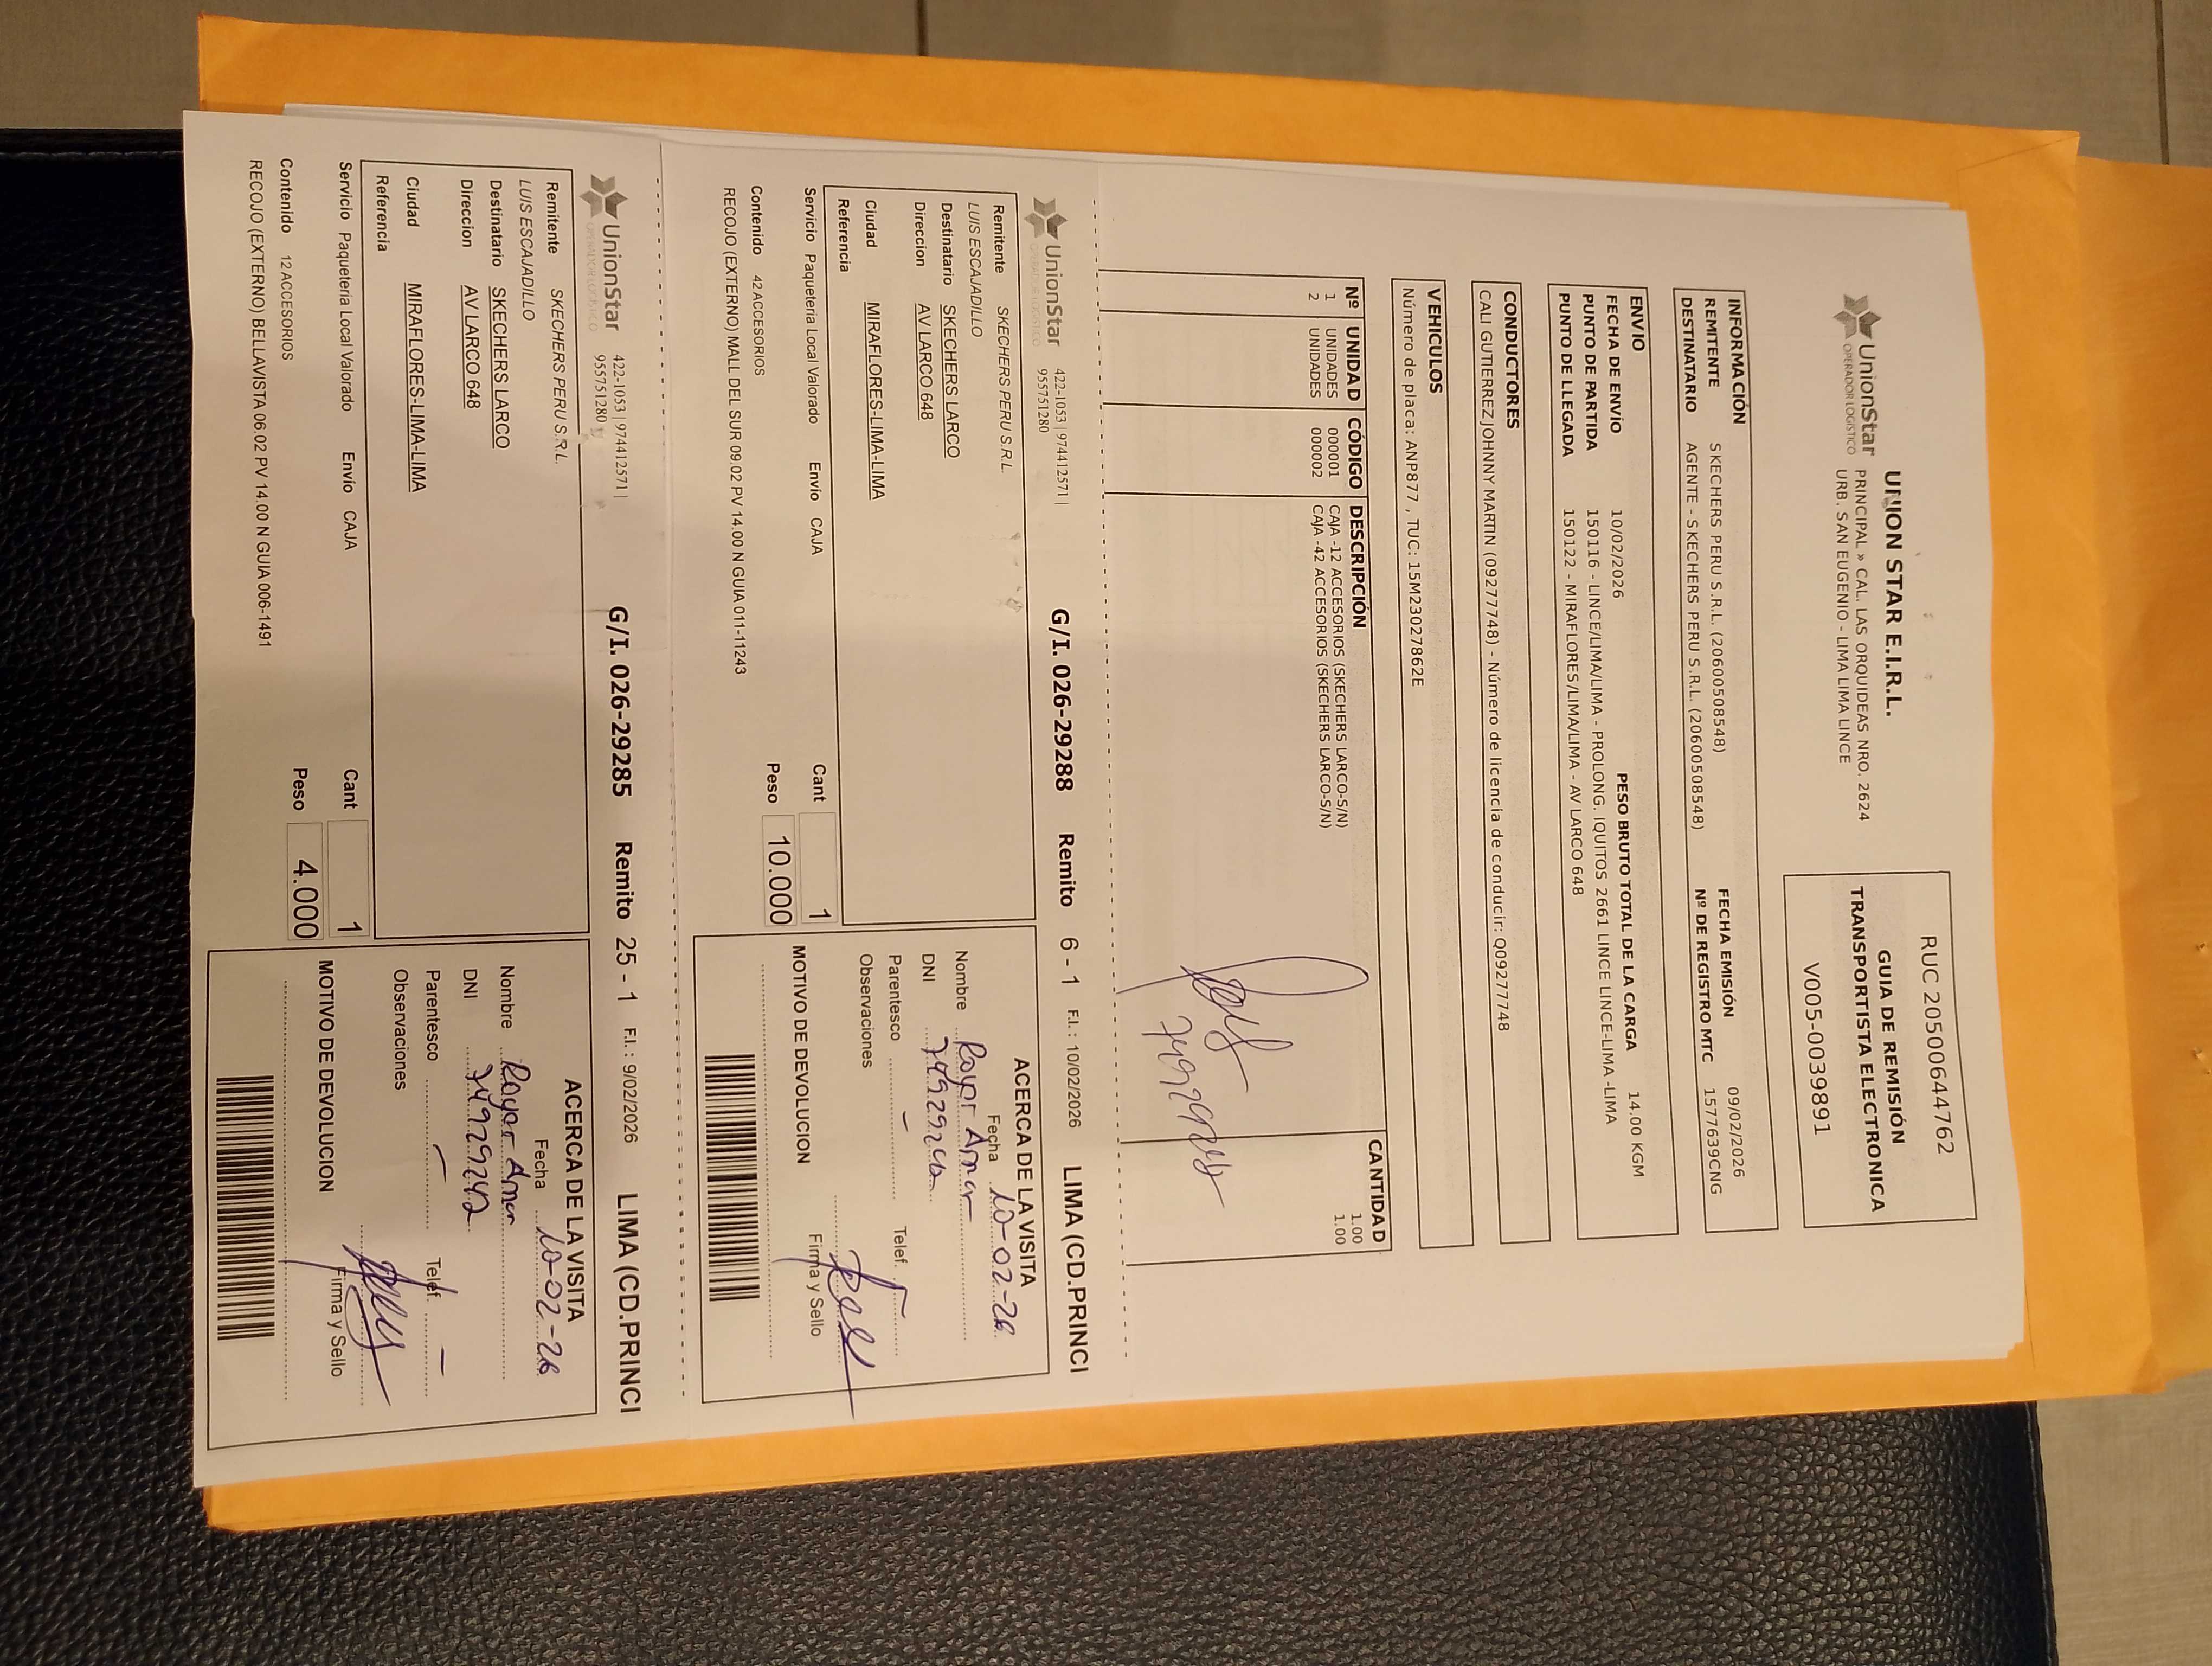 UnionStar
OPERADOR LOGISTICO
UNION STAR E.I.R.L.
PRINCIPAL » CAL. LAS ORQUIDEAS NRO. 2624
URB. SAN EUGENIO - LIMA LIMA LINCE
RUC 20500644762
GUIA DE REMISIÓN
TRANSPORTISTA ELECTRONICA
V005-0039891
INFORMACIÓN
REMITENTE SKECHERS PERU S.R.L. (20600508548) FECHA EMISIÓN 09/02/2026
DESTINATARIO AGENTE - SKECHERS PERU S.R.L. (20600508548) Nº DE REGISTRO MTC 1577639CNG
ENVIO
FECHA DE ENVÍO 10/02/2026 PESO BRUTO TOTAL DE LA CARGA 14.00 KGM
PUNTO DE PARTIDA 150116 - LINCE/LIMA/LIMA - PROLONG. IQUITOS 2661 LINCE LINCE-LIMA -LIMA
PUNTO DE LLEGADA 150122 - MIRAFLORES/LIMA/LIMA - AV LARCO 648
CONDUCTORES
CALI GUTIERREZ JOHNNY MARTIN (09277748) - Número de licencia de conducir: Q09277748
VEHICULOS
Número de placa: ANP877 , TUC: 15M23027862E
Nº UNIDAD CÓDIGO DESCRIPCIÓN CANTIDAD
1 UNIDADES 000001 CAJA -12 ACCESORIOS (SKECHERS LARCO-S/N) 1.00
2 UNIDADES 000002 CAJA -42 ACCESORIOS (SKECHERS LARCO-S/N) 1.00
UnionStar 422-1053 | 974412571 | G/I. 026-29288 Remito 6 - 1 F.I. : 10/02/2026 LIMA (CD.PRINCI
OPERADOR LOGISTICO 955751280
Remitente SKECHERS PERU S.R.L.
LUIS ESCAJADILLO
Destinatario SKECHERS LARCO
Direccion AV LARCO 648
Ciudad MIRAFLORES-LIMA-LIMA
Referencia
Servicio Paquetería Local Valorado Envio CAJA Cant 1
Contenido 42 ACCESORIOS Peso 10.000
RECOJO (EXTERNO) MALL DEL SUR 09.02 PV 14.00 N GUIA 011-11243
ACERCA DE LA VISITA
Fecha 10-02-26
Nombre
DNI 74929242
Parentesco - Telef. -
Observaciones
Firma y Sello
MOTIVO DE DEVOLUCION
UnionStar 422-1053 | 974412571 | G/I. 026-29285 Remito 25 - 1 F.I. : 9/02/2026 LIMA (CD.PRINCI
OPERADOR LOGISTICO 955751280
Remitente SKECHERS PERU S.R.L.
LUIS ESCAJADILLO
Destinatario SKECHERS LARCO
Direccion AV LARCO 648
Ciudad MIRAFLORES-LIMA-LIMA
Referencia
Servicio Paquetería Local Valorado Envio CAJA Cant 1
Contenido 12 ACCESORIOS Peso 4.000
RECOJO (EXTERNO) BELLAVISTA 06.02 PV 14.00 N GUIA 006-1491
ACERCA DE LA VISITA
Fecha 10-02-26
Nombre
DNI 74929242
Parentesco - Telef. -
Observaciones
Firma y Sello
MOTIVO DE DEVOLUCION